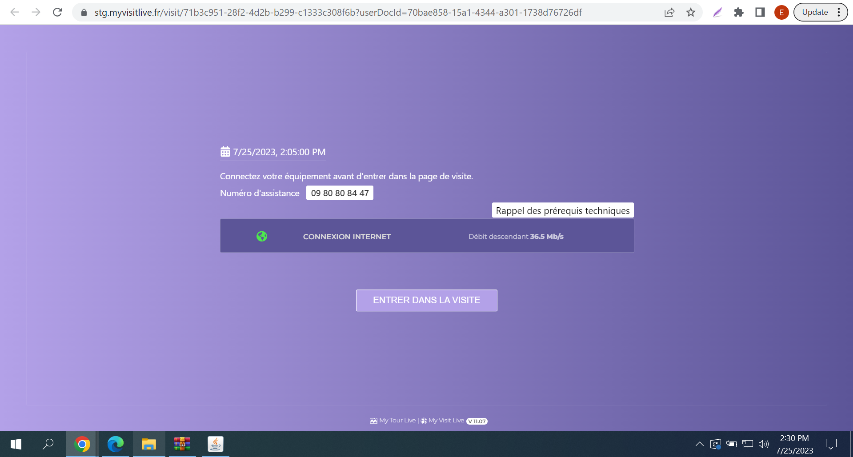 stg.myvisitlive.fr/visit/71b3c951-28f2-4d2b-b299-c1333c308f6b?userDocId=70bae858-15a1-4344-a301-1738d76726df
E
Update
7/25/2023, 2:05:00 PM
Connectez votre équipement avant d'entrer dans la page de visite.
Numéro d'assistance 09 80 80 84 47
Rappel des prérequis techniques
CONNEXION INTERNET Débit descendant 36.5 Mb/s
ENTRER DANS LA VISITE
My Tour Live | My Visit Live V 11.07
2:30 PM
7/25/2023